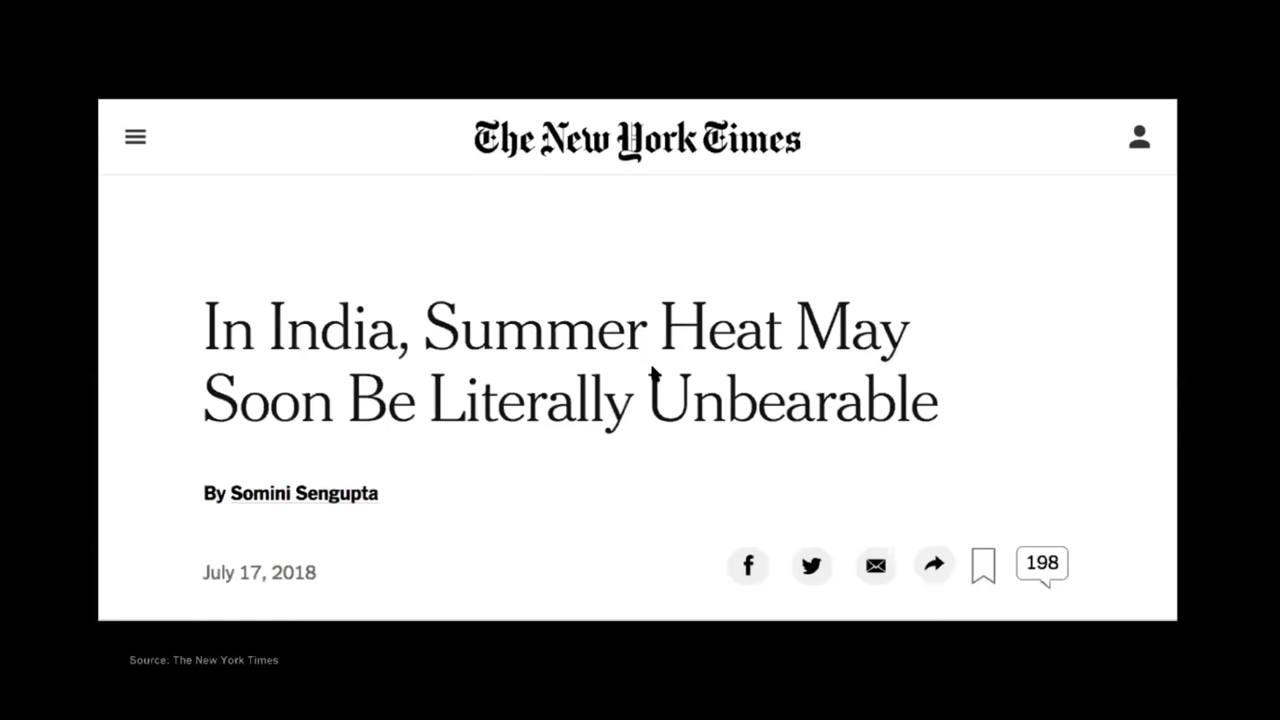 The New York Times
In India, Summer Heat May
Soon Be Literally Unbearable
By Somini Sengupta
July 17, 2018
198
Source: The New York Times